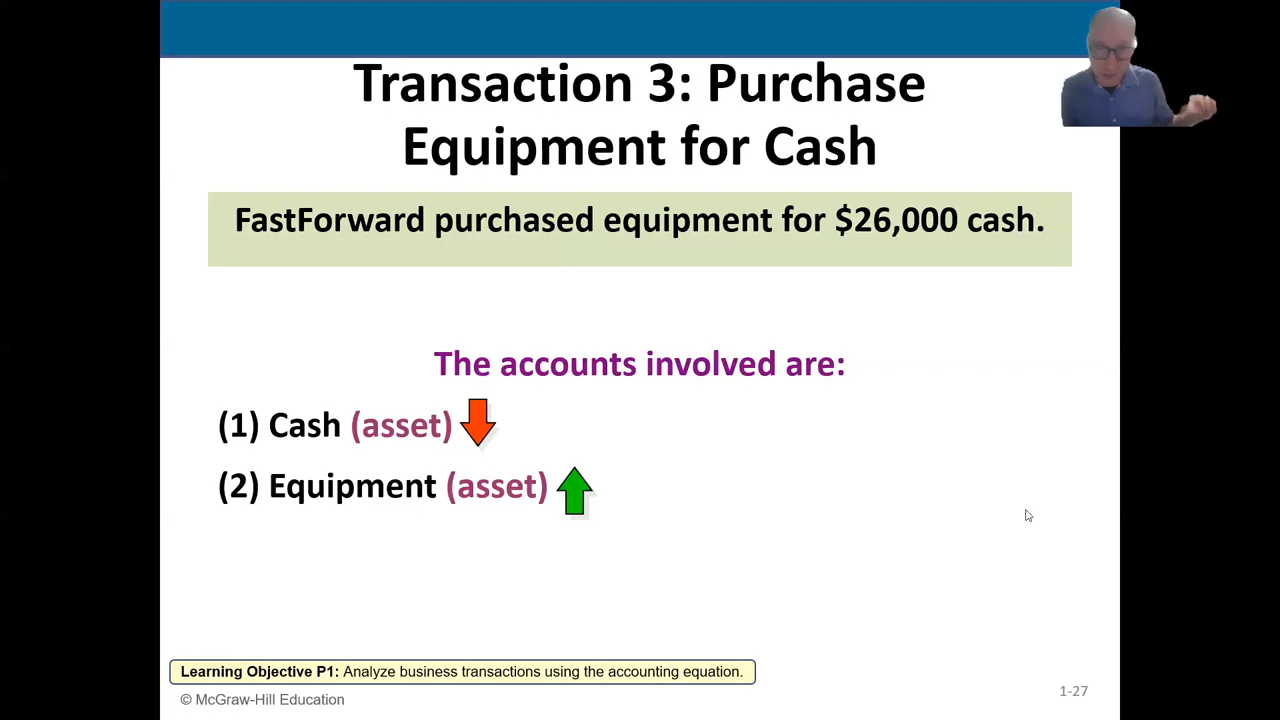 Transaction 3: Purchase
Equipment for Cash
FastForward purchased equipment for $26,000 cash.
The accounts involved are:
(1) Cash (asset)
(2) Equipment (asset)
Learning Objective P1: Analyze business transactions using the accounting equation.
© McGraw-Hill Education
1-27